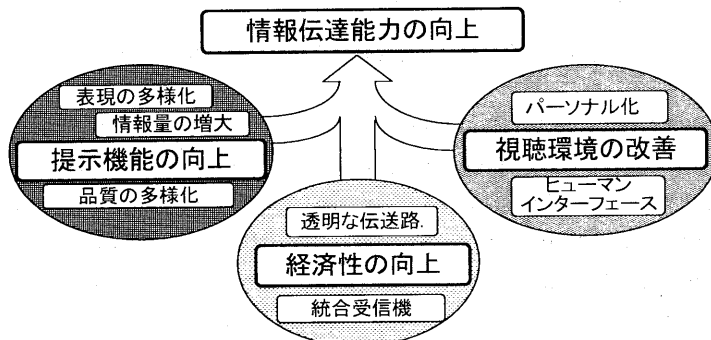 情報伝達能力の向上
表現の多様化
情報量の増大
提示機能の向上
品質の多様化
パーソナル化
視聴環境の改善
ヒューマン
インターフェース
透明な伝送路
経済性の向上
統合受信機